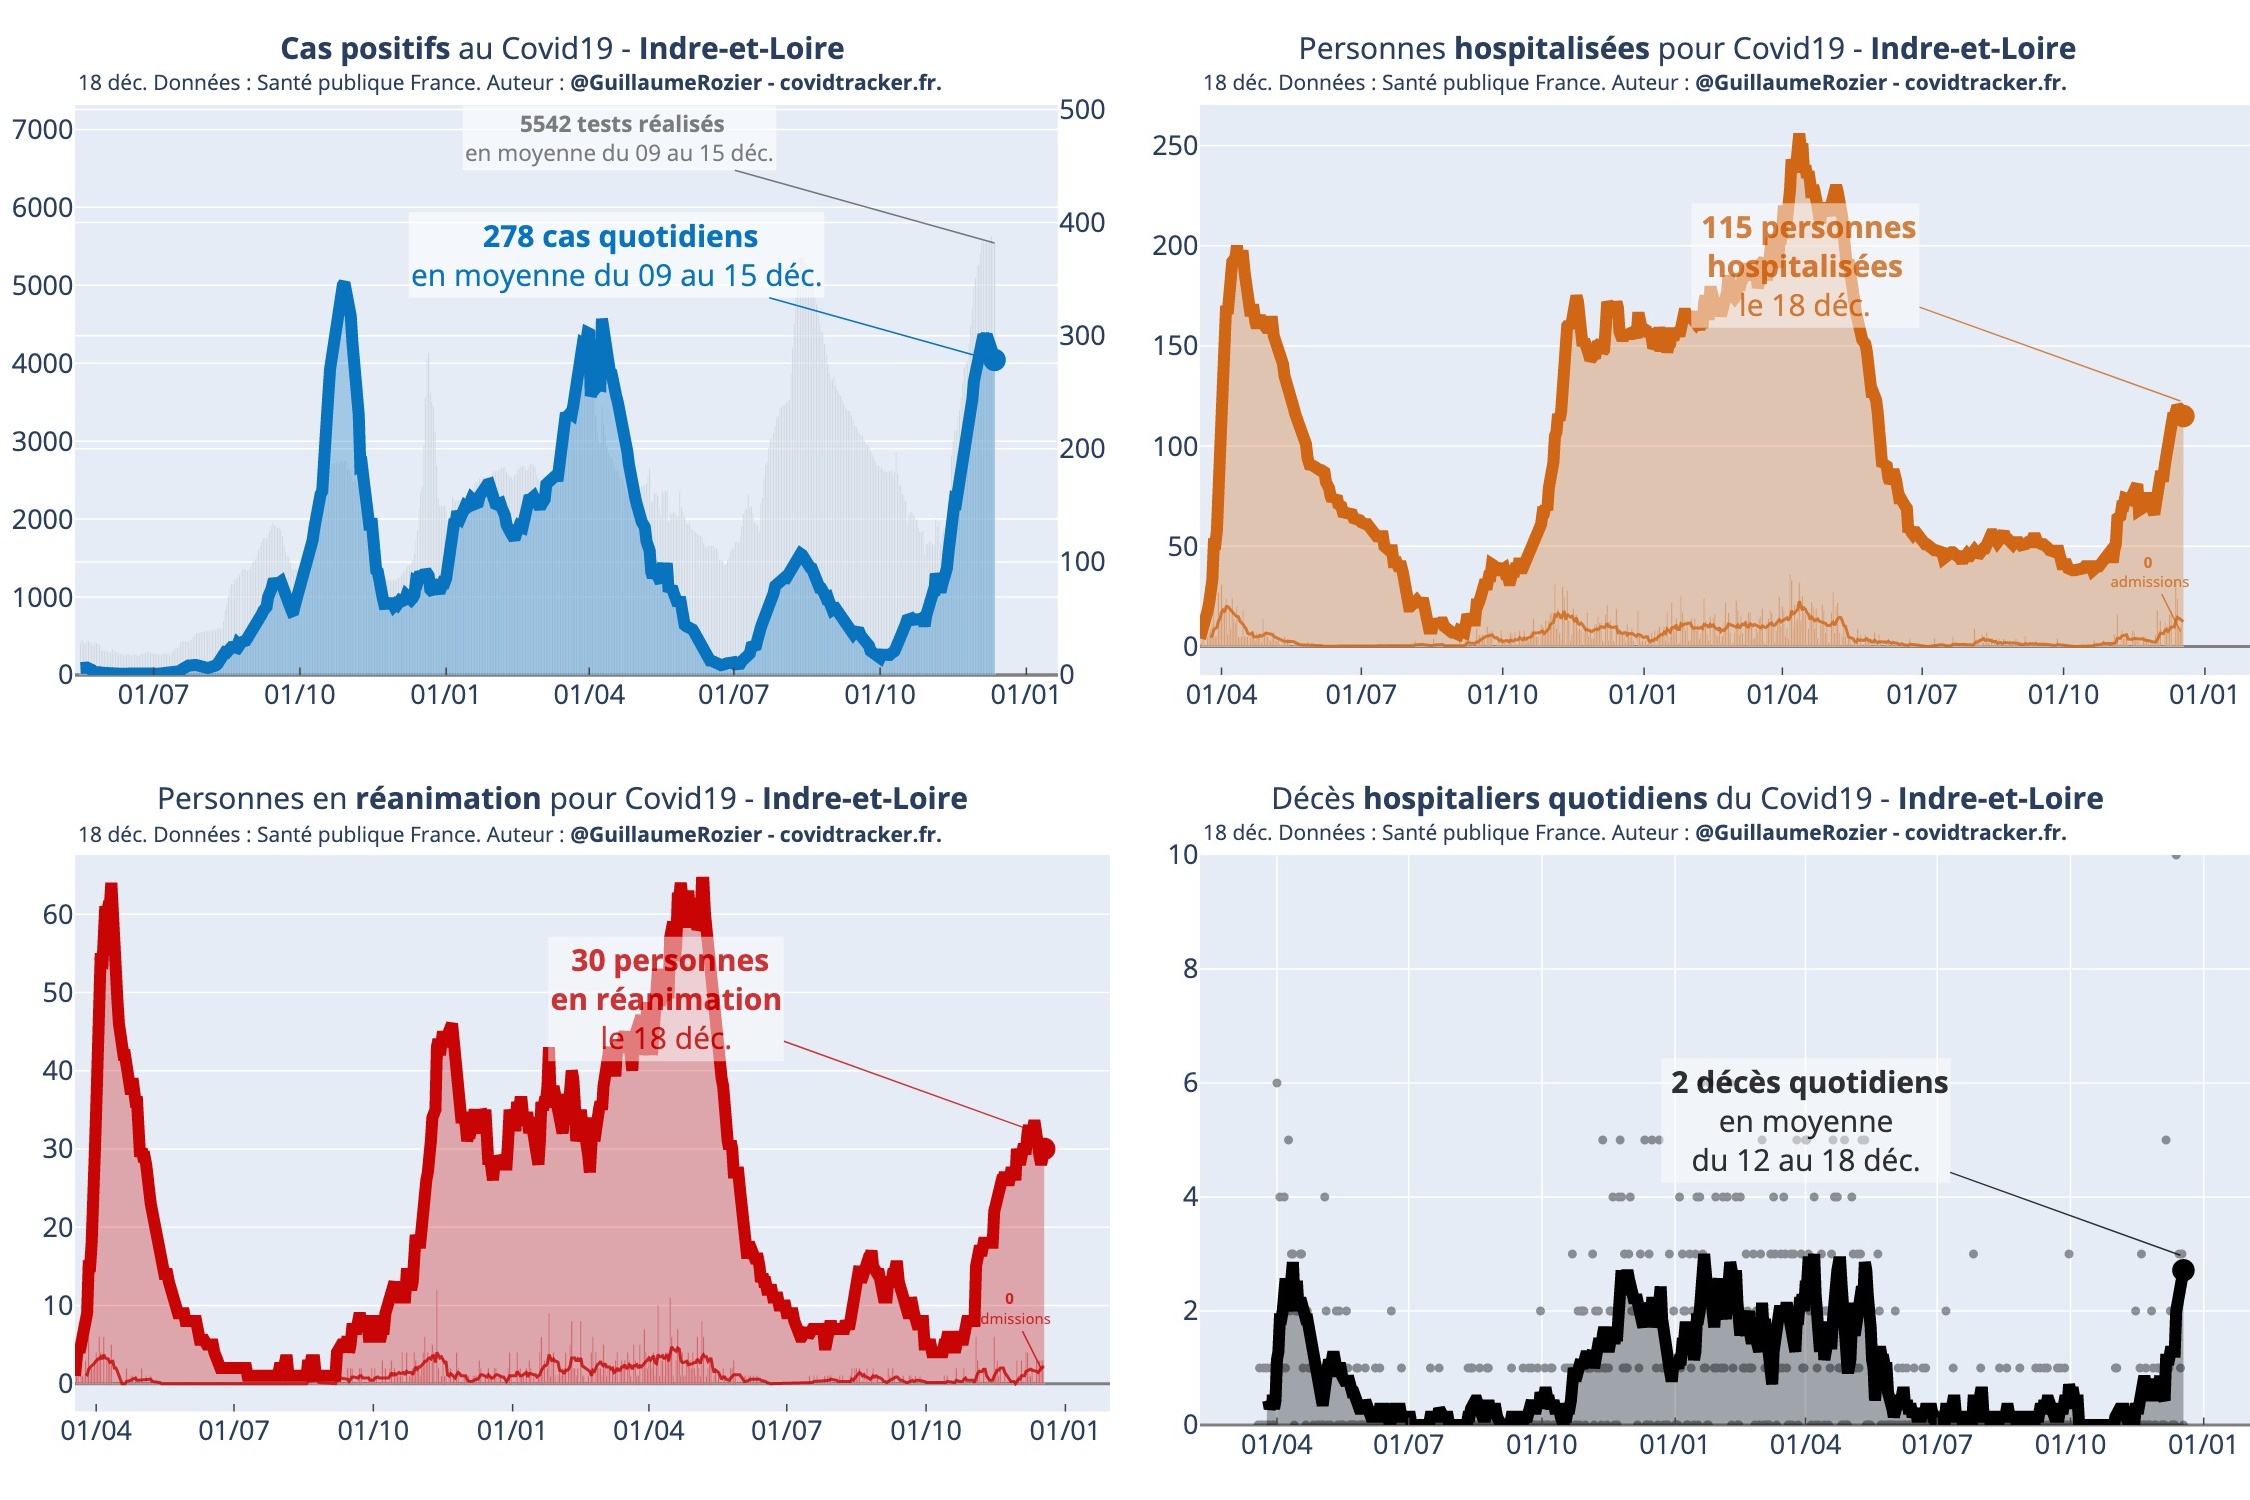 Cas positifs au Covid19 - Indre-et-Loire
18 déc. Données : Santé publique France. Auteur : @GuillaumeRozier - covidtracker.fr.
7000
6000
5000
4000
3000
2000
1000
0
500
400
300
200
100
0
5542 tests réalisés
en moyenne du 09 au 15 déc.
278 cas quotidiens
en moyenne du 09 au 15 déc.
01/07 01/10 01/01 01/04 01/07 01/10 01/01
Personnes hospitalisées pour Covid19 - Indre-et-Loire
18 déc. Données : Santé publique France. Auteur : @GuillaumeRozier - covidtracker.fr.
250
200
150
100
50
0
115 personnes
hospitalisées
le 18 déc.
0
admissions
01/04 01/07 01/10 01/01 01/04 01/07 01/10 01/01
Personnes en réanimation pour Covid19 - Indre-et-Loire
18 déc. Données : Santé publique France. Auteur : @GuillaumeRozier - covidtracker.fr.
60
50
40
30
20
10
0
30 personnes
en réanimation
le 18 déc.
0
dmissions
01/04 01/07 01/10 01/01 01/04 01/07 01/10 01/01
Décès hospitaliers quotidiens du Covid19 - Indre-et-Loire
18 déc. Données : Santé publique France. Auteur : @GuillaumeRozier - covidtracker.fr.
10
8
6
4
2
0
2 décès quotidiens
en moyenne
du 12 au 18 déc.
01/04 01/07 01/10 01/01 01/04 01/07 01/10 01/01